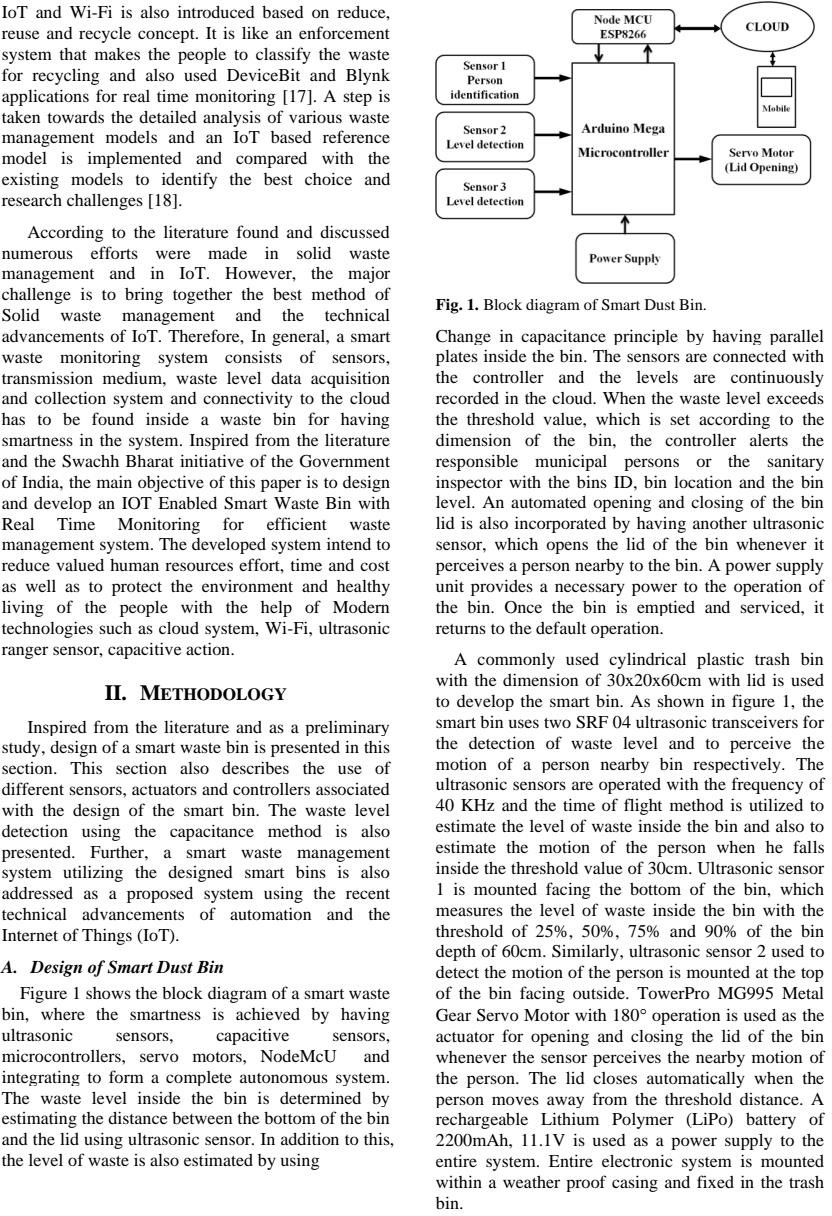 IoT and Wi-Fi is also introduced based on reduce,
reuse and recycle concept. It is like an enforcement
system that makes the people to classify the waste
for recycling and also used DeviceBit and Blynk
applications for real time monitoring [17]. A step is
taken towards the detailed analysis of various waste
management models and an IoT based reference
model is implemented and compared with the
existing models to identify the best choice and
research challenges [18].
According to the literature found and discussed
numerous efforts were made in solid waste
management and in IoT. However, the major
challenge is to bring together the best method of
Solid waste management and the technical
advancements of IoT. Therefore, In general, a smart
waste monitoring system consists of sensors,
transmission medium, waste level data acquisition
and collection system and connectivity to the cloud
has to be found inside a waste bin for having
smartness in the system. Inspired from the literature
and the Swachh Bharat initiative of the Government
of India, the main objective of this paper is to design
and develop an IOT Enabled Smart Waste Bin with
Real Time Monitoring for efficient waste
management system. The developed system intend to
reduce valued human resources effort, time and cost
as well as to protect the environment and healthy
living of the people with the help of Modern
technologies such as cloud system, Wi-Fi, ultrasonic
ranger sensor, capacitive action.
II. METHODOLOGY
Inspired from the literature and as a preliminary
study, design of a smart waste bin is presented in this
section. This section also describes the use of
different sensors, actuators and controllers associated
with the design of the smart bin. The waste level
detection using the capacitance method is also
presented. Further, a smart waste management
system utilizing the designed smart bins is also
addressed as a proposed system using the recent
technical advancements of automation and the
Internet of Things (IoT).
A. Design of Smart Dust Bin
Figure 1 shows the block diagram of a smart waste
bin, where the smartness is achieved by having
ultrasonic sensors, capacitive sensors,
microcontrollers, servo motors, NodeMcU and
integrating to form a complete autonomous system.
The waste level inside the bin is determined by
estimating the distance between the bottom of the bin
and the lid using ultrasonic sensor. In addition to this,
the level of waste is also estimated by using
Node MCU
ESP8266
CLOUD
Sensor 1
Person
identification
Mobile
Sensor 2
Level detection
Arduino Mega
Microcontroller
Servo Motor
(Lid Opening)
Sensor 3
Level detection
Power Supply
Fig. 1. Block diagram of Smart Dust Bin.
Change in capacitance principle by having parallel
plates inside the bin. The sensors are connected with
the controller and the levels are continuously
recorded in the cloud. When the waste level exceeds
the threshold value, which is set according to the
dimension of the bin, the controller alerts the
responsible municipal persons or the sanitary
inspector with the bins ID, bin location and the bin
level. An automated opening and closing of the bin
lid is also incorporated by having another ultrasonic
sensor, which opens the lid of the bin whenever it
perceives a person nearby to the bin. A power supply
unit provides a necessary power to the operation of
the bin. Once the bin is emptied and serviced, it
returns to the default operation.
A commonly used cylindrical plastic trash bin
with the dimension of 30x20x60cm with lid is used
to develop the smart bin. As shown in figure 1, the
smart bin uses two SRF 04 ultrasonic transceivers for
the detection of waste level and to perceive the
motion of a person nearby bin respectively. The
ultrasonic sensors are operated with the frequency of
40 KHz and the time of flight method is utilized to
estimate the level of waste inside the bin and also to
estimate the motion of the person when he falls
inside the threshold value of 30cm. Ultrasonic sensor
1 is mounted facing the bottom of the bin, which
measures the level of waste inside the bin with the
threshold of 25%, 50%, 75% and 90% of the bin
depth of 60cm. Similarly, ultrasonic sensor 2 used to
detect the motion of the person is mounted at the top
of the bin facing outside. TowerPro MG995 Metal
Gear Servo Motor with 180° operation is used as the
actuator for opening and closing the lid of the bin
whenever the sensor perceives the nearby motion of
the person. The lid closes automatically when the
person moves away from the threshold distance. A
rechargeable Lithium Polymer (LiPo) battery of
2200mAh, 11.1V is used as a power supply to the
entire system. Entire electronic system is mounted
within a weather proof casing and fixed in the trash
bin.